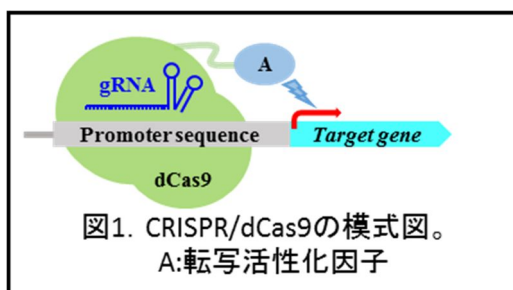 A
gRNA
Promoter sequence
Target gene
dCas9
図1. CRISPR/dCas9の模式図。
A:転写活性化因子